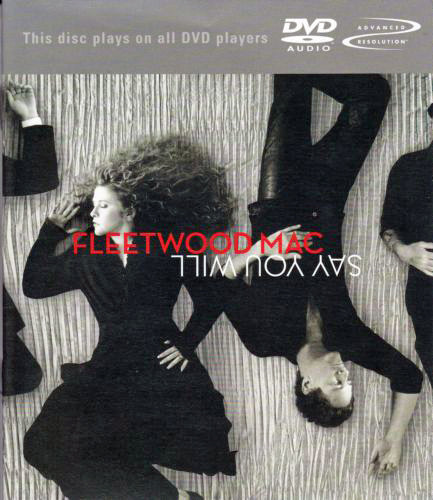 This disc plays on all DVD players
DVD
AUDIO
ADVANCED
RESOLUTION
FLEETWOOD MAC
SAY YOU WILL